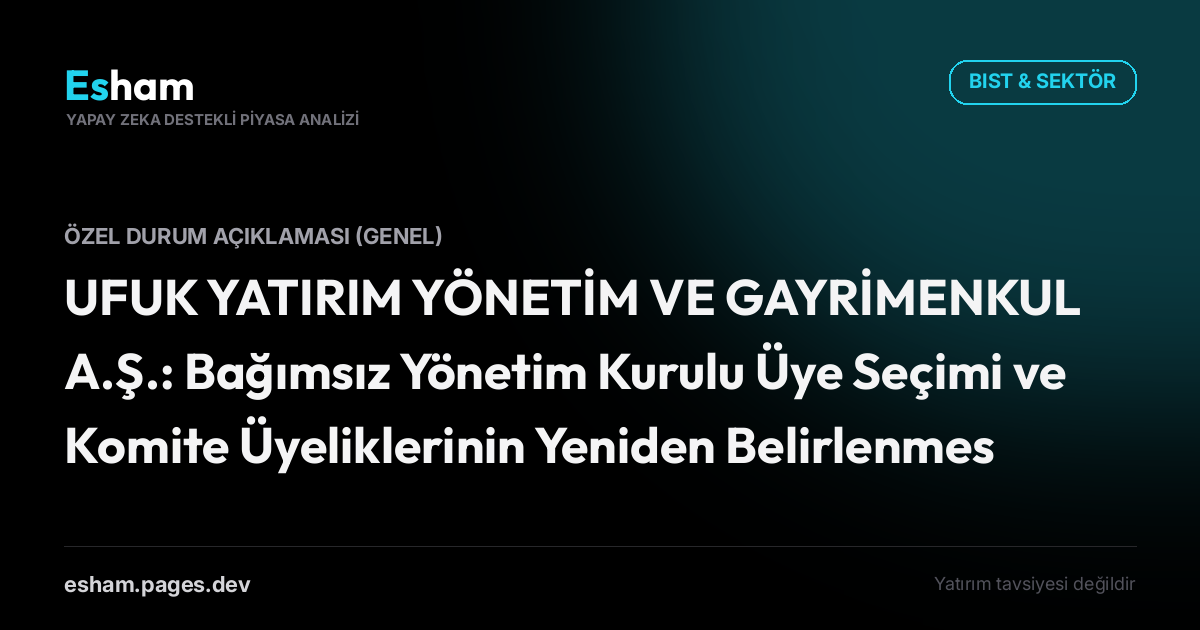 Esham
YAPAY ZEKA DESTEKLİ PİYASA ANALİZİ
BIST & SEKTÖR
ÖZEL DURUM AÇIKLAMASI (GENEL)
UFUK YATIRIM YÖNETİM VE GAYRİMENKUL
A.Ş.: Bağımsız Yönetim Kurulu Üye Seçimi ve
Komite Üyeliklerinin Yeniden Belirlenmes
esham.pages.dev
Yatırım tavsiyesi değildir